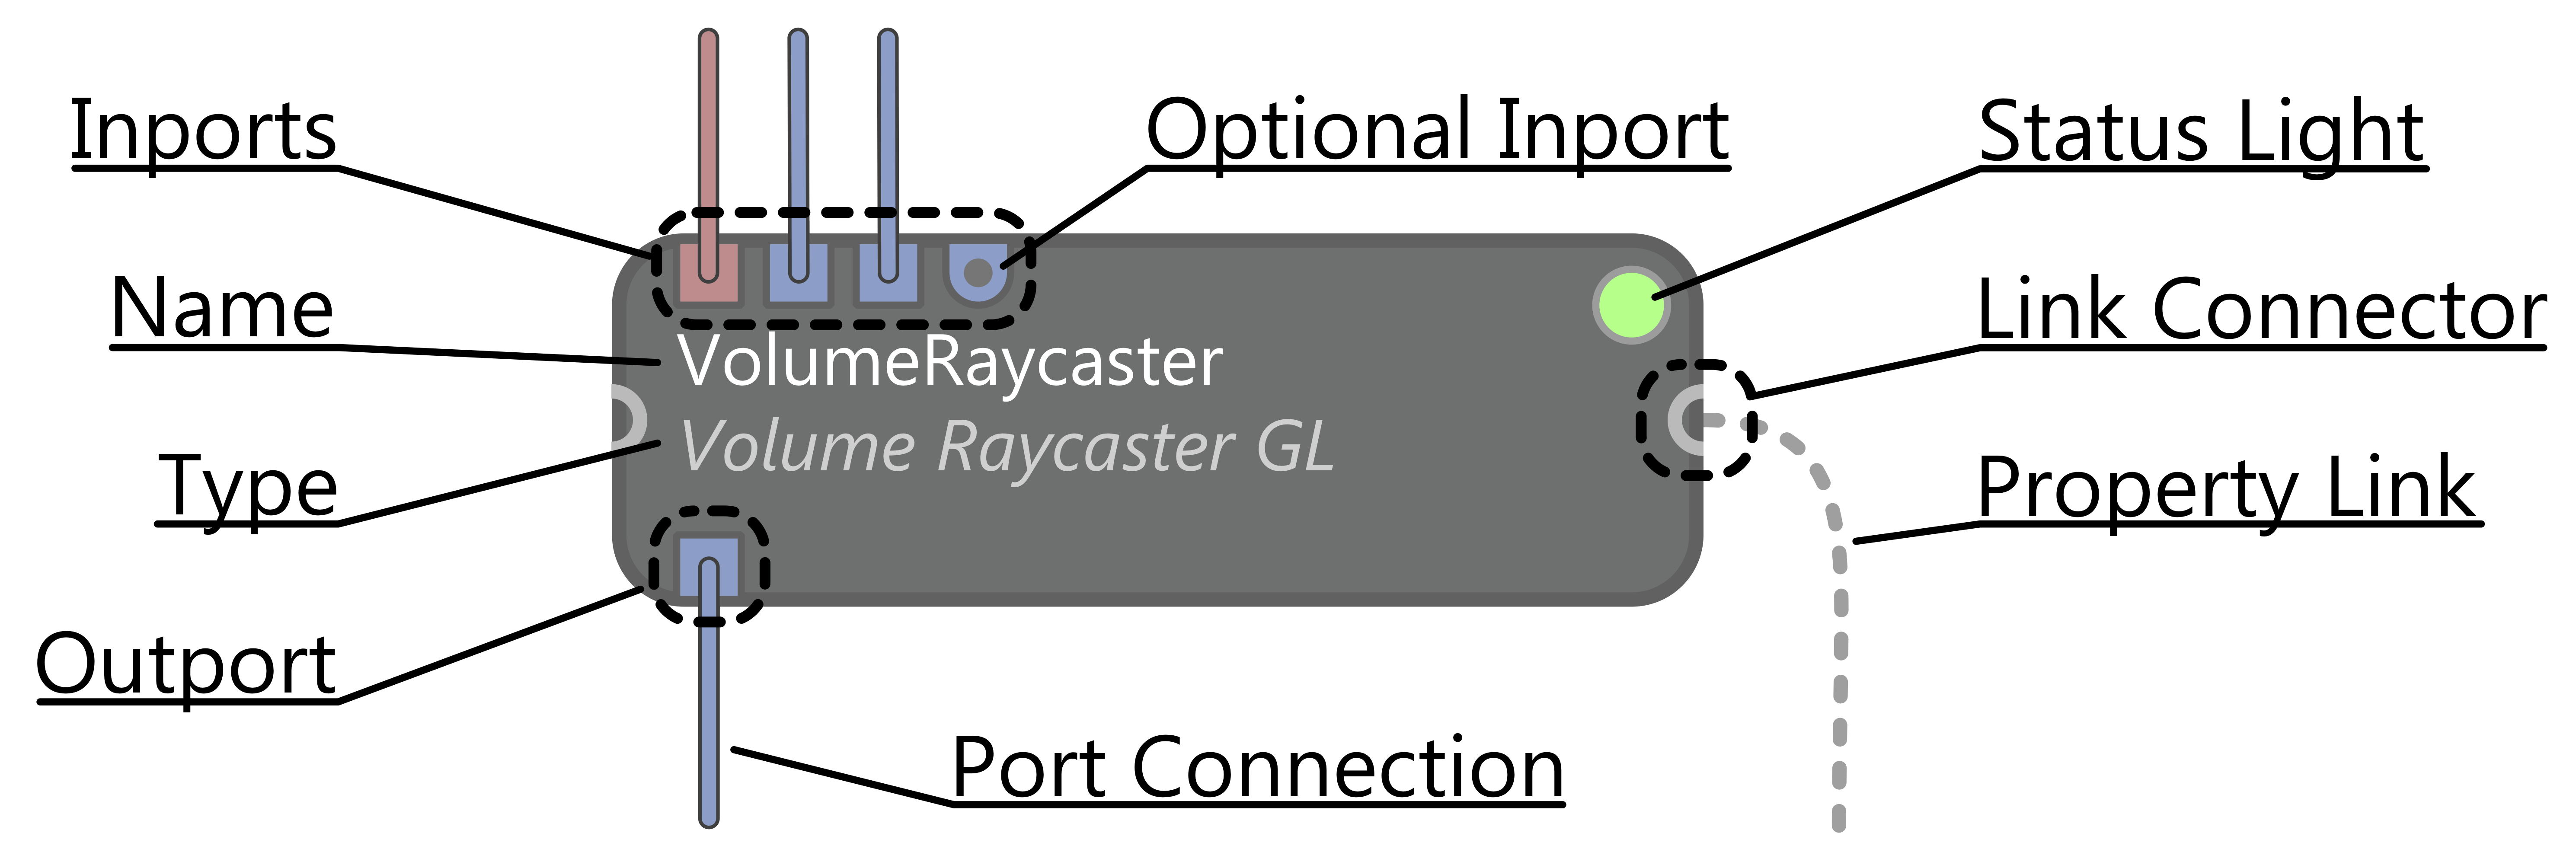 Inports
Optional Inport
Status Light
Name
Link Connector
VolumeRaycaster
Volume Raycaster GL
Type
Property Link
Outport
Port Connection